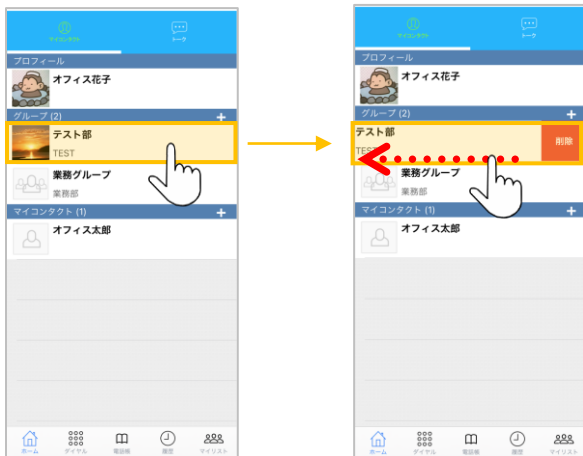 マイコンタクト
トーク
プロフィール
オフィス花子
グループ (2) +
テスト部
TEST
業務グループ
業務部
マイコンタクト (1) +
オフィス太郎
ホーム
ダイヤル
電話帳
履歴
マイリスト
マイコンタクト
トーク
プロフィール
オフィス花子
グループ (2) +
テスト部
削除
TEST
業務グループ
業務部
マイコンタクト (1) +
オフィス太郎
ホーム
ダイヤル
電話帳
履歴
マイリスト